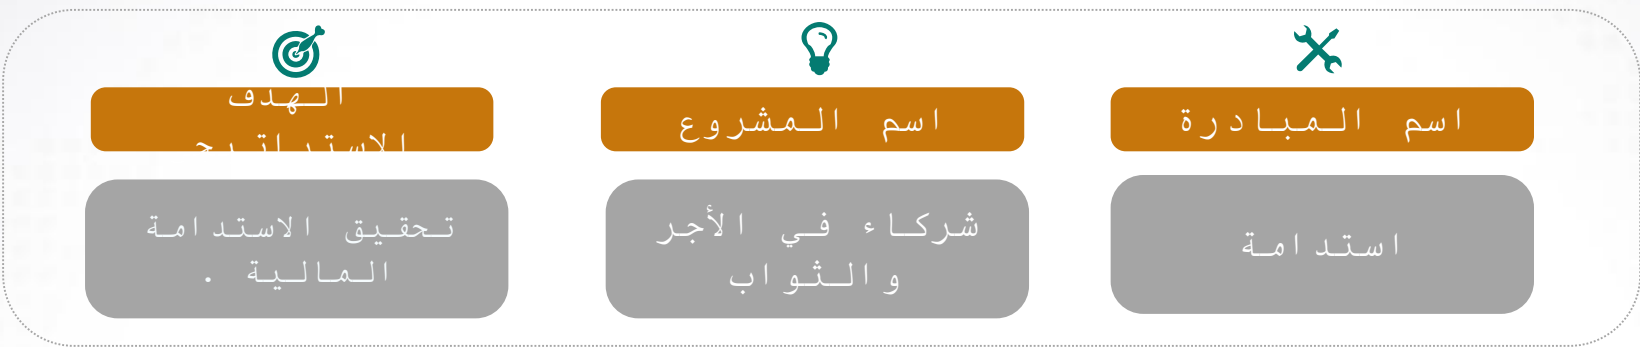 اسم المبادرة
استدامة
اسم المشروع
شركاء في الأجر
والثواب
الهدف
تحقيق الاستدامة
المالية .